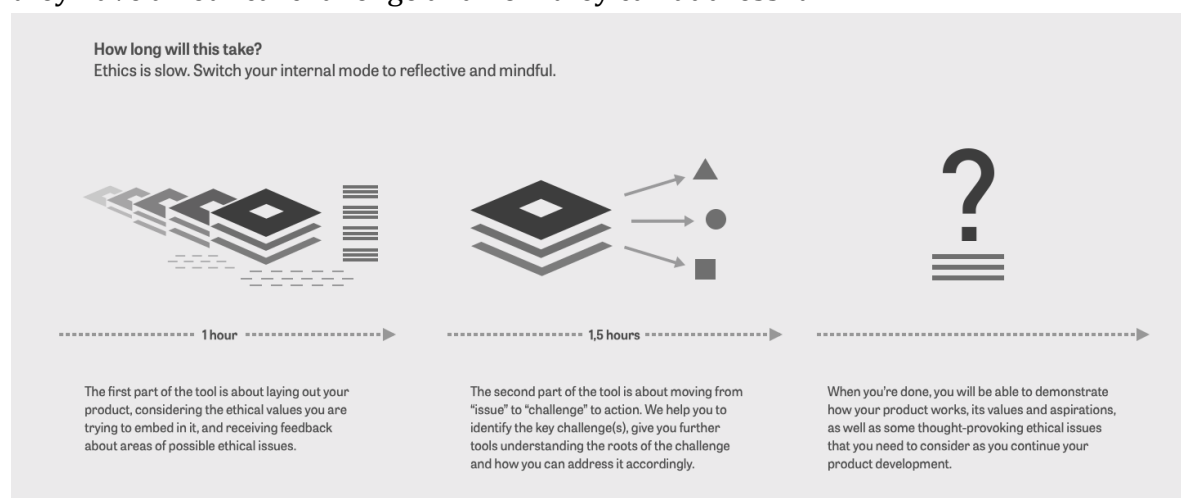 How long will this take?
Ethics is slow. Switch your internal mode to reflective and mindful.
1 hour
1,5 hours
The first part of the tool is about laying out your
product, considering the ethical values you are
trying to embed in it, and receiving feedback
about areas of possible ethical issues.
The second part of the tool is about moving from
"issue" to "challenge" to action. We help you to
identify the key challenge(s), give you further
tools understanding the roots of the challenge
and how you can address it accordingly.
?
When you're done, you will be able to demonstrate
how your product works, its values and aspirations,
as well as some thought-provoking ethical issues
that you need to consider as you continue your
product development.